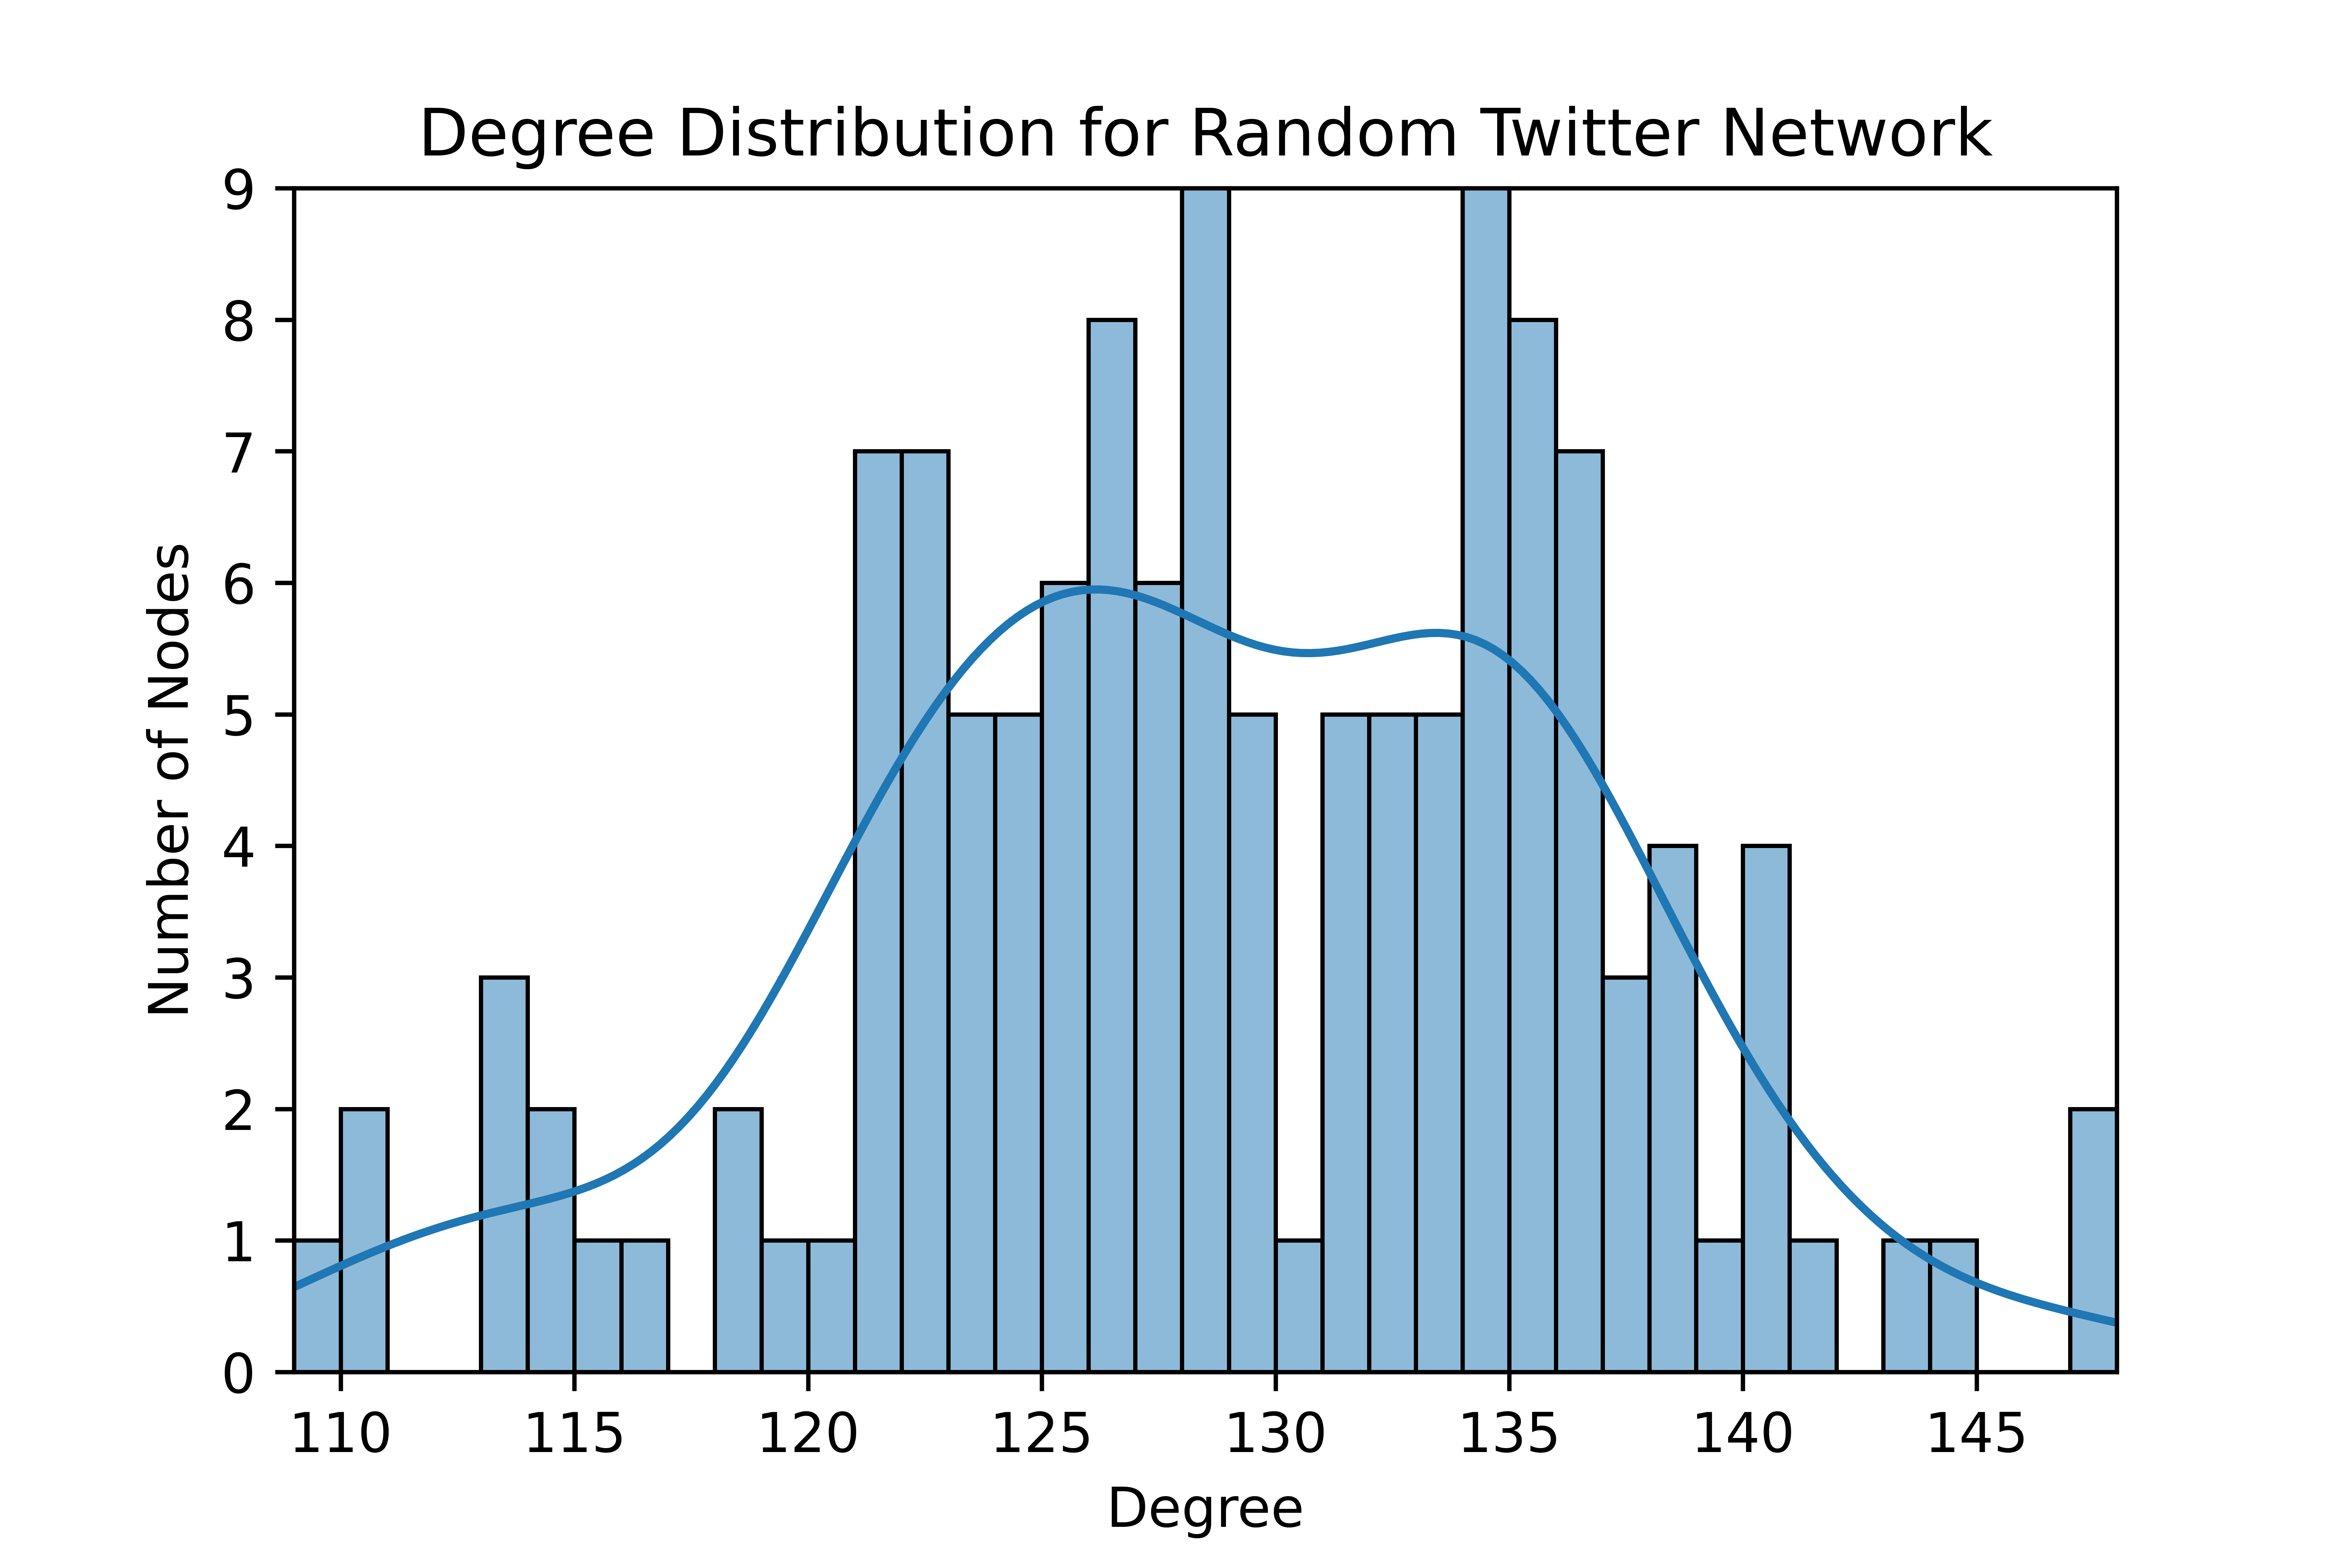 Degree Distribution for Random Twitter Network
9
8
7
6
5
4
3
2
1
0
Number of Nodes
110 115 120 125 130 135 140 145
Degree